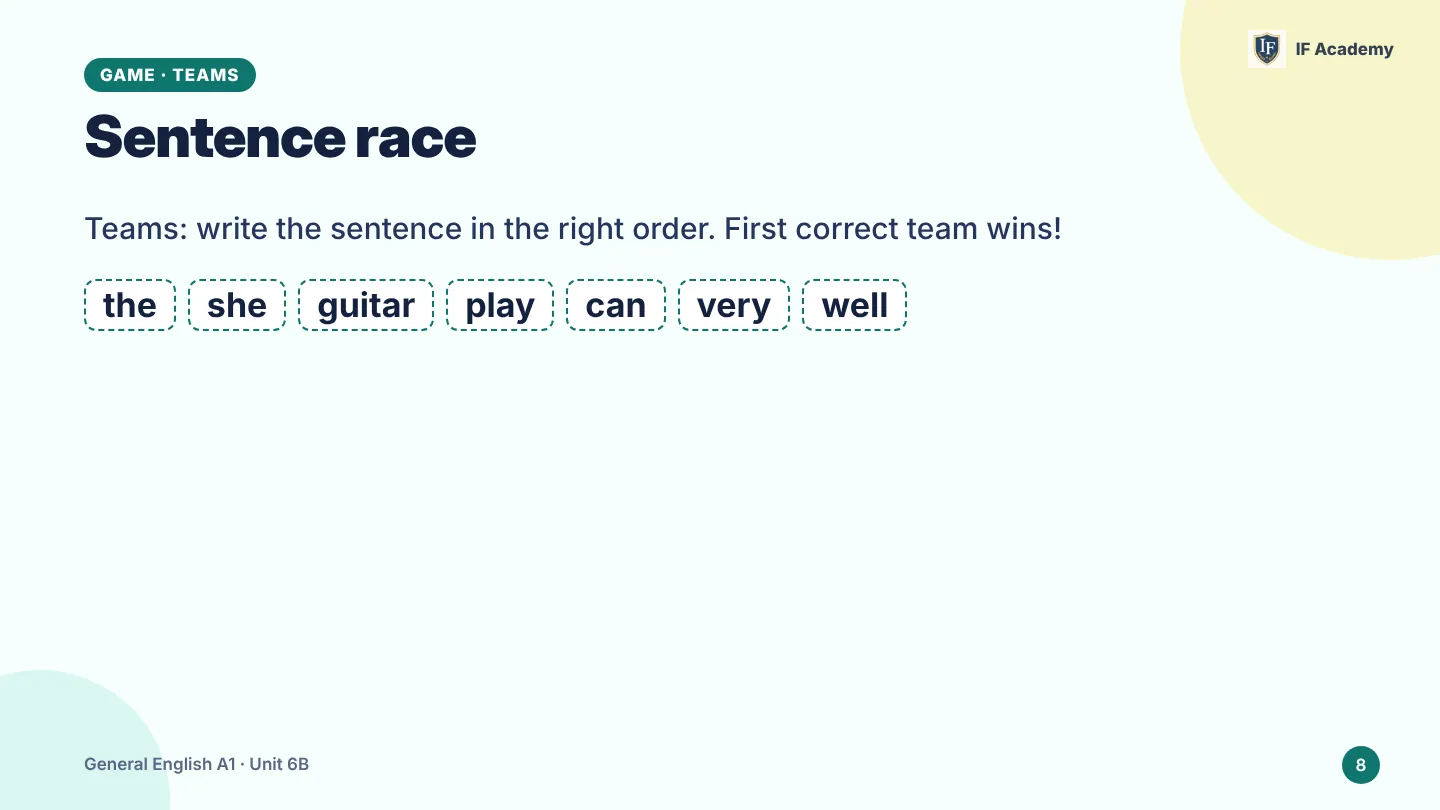 IF
IF Academy
GAME · TEAMS
Sentence race
Teams: write the sentence in the right order. First correct team wins!
the she guitar play can very well
General English A1 · Unit 6B
8